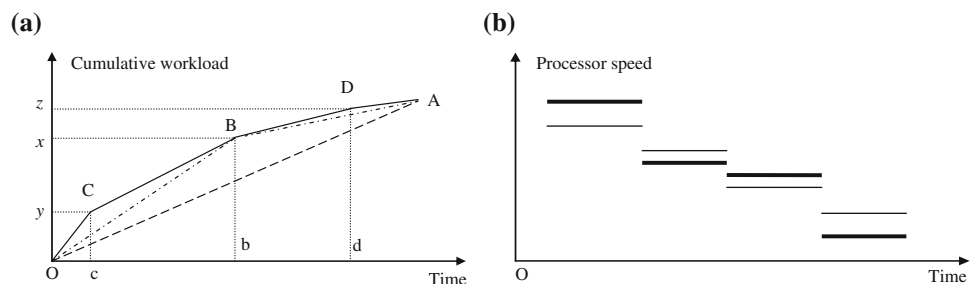 (a)
Cumulative workload
z
x
y
D
A
B
C
b
d
O
c
Time
(b)
Processor speed
O
Time